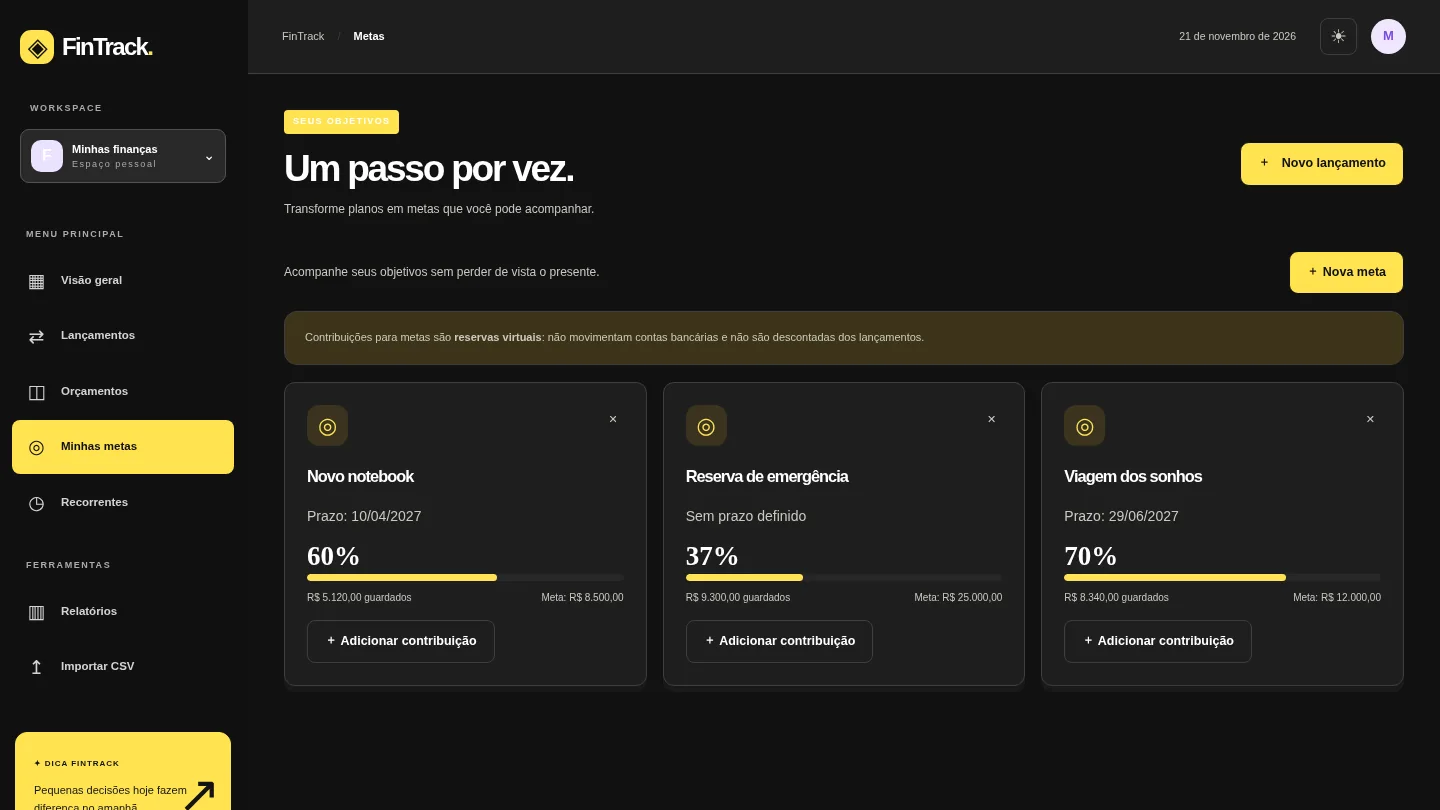 FinTrack.
WORKSPACE
F
Minhas finanças
Espaço pessoal
MENU PRINCIPAL
Visão geral
Lançamentos
Orçamentos
Minhas metas
Recorrentes
FERRAMENTAS
Relatórios
Importar CSV
✦ DICA FINTRACK
Pequenas decisões hoje fazem
diferença no amanhã.
FinTrack / Metas
21 de novembro de 2026
M
SEUS OBJETIVOS
Um passo por vez.
Transforme planos em metas que você pode acompanhar.
+ Novo lançamento
Acompanhe seus objetivos sem perder de vista o presente.
+ Nova meta
Contribuições para metas são reservas virtuais: não movimentam contas bancárias e não são descontadas dos lançamentos.
×
Novo notebook
Prazo: 10/04/2027
60%
R$ 5.120,00 guardados
Meta: R$ 8.500,00
+ Adicionar contribuição
×
Reserva de emergência
Sem prazo definido
37%
R$ 9.300,00 guardados
Meta: R$ 25.000,00
+ Adicionar contribuição
×
Viagem dos sonhos
Prazo: 29/06/2027
70%
R$ 8.340,00 guardados
Meta: R$ 12.000,00
+ Adicionar contribuição